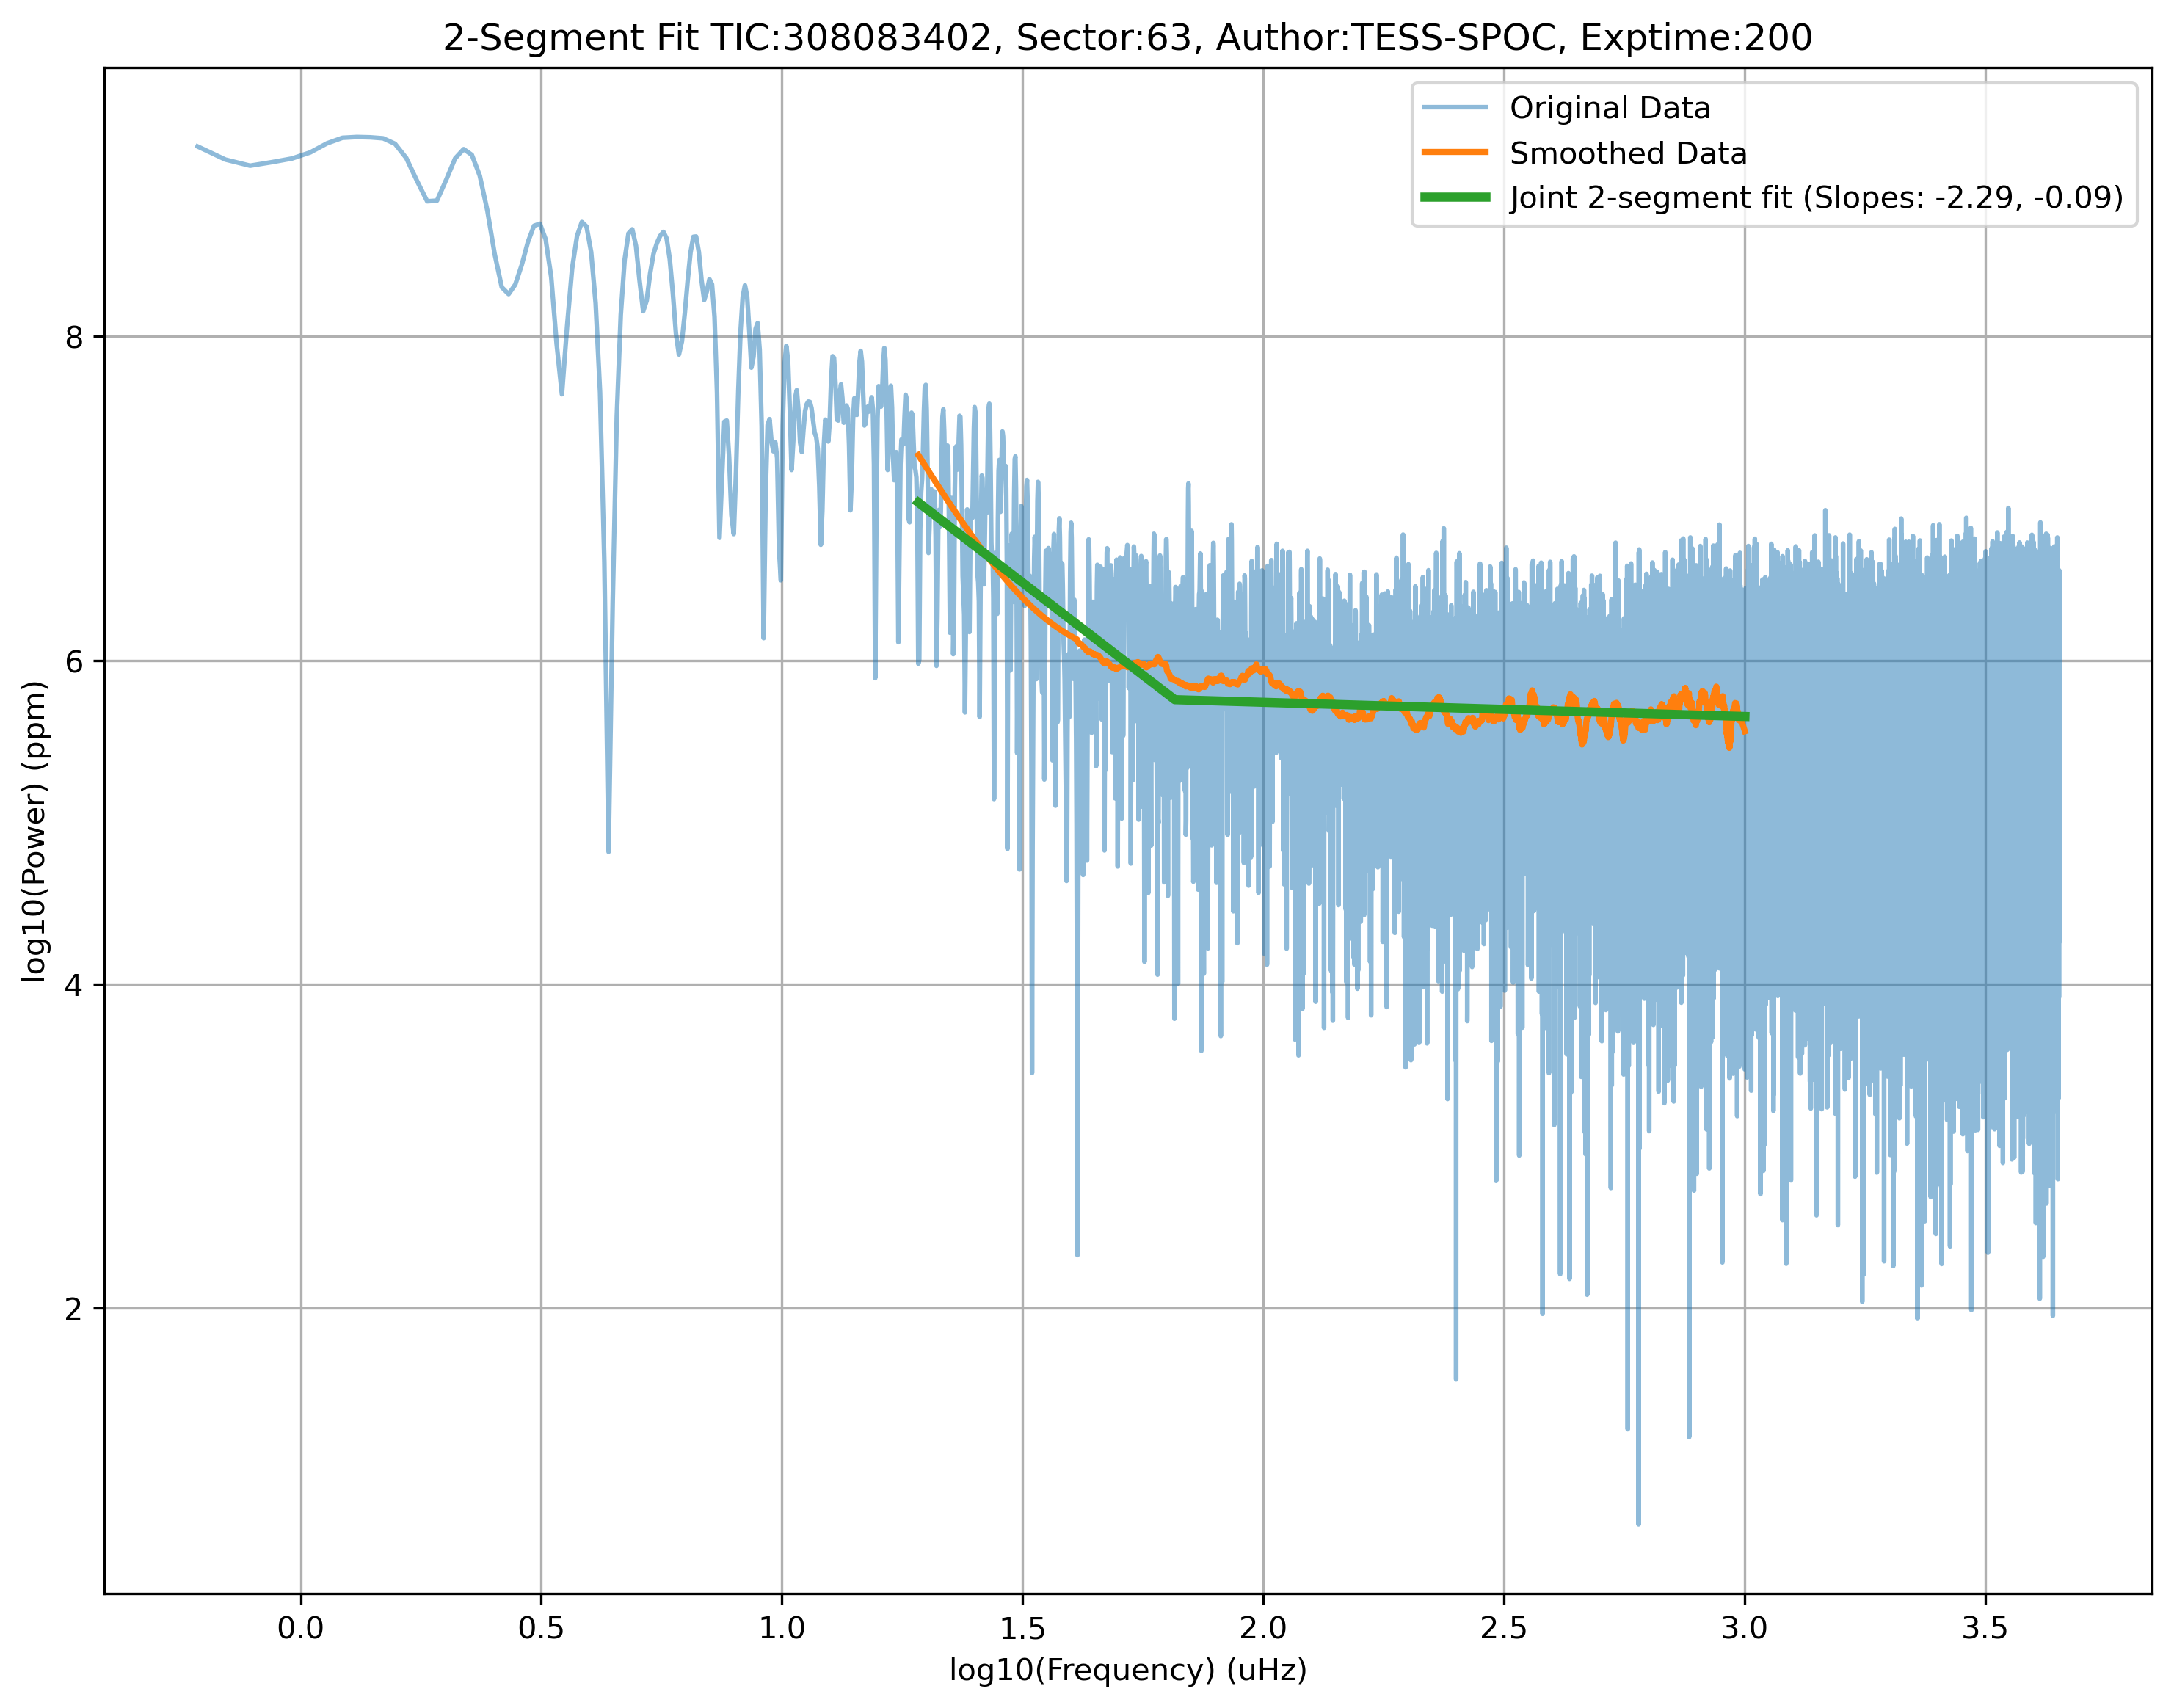 2-Segment Fit TIC:308083402, Sector:63, Author:TESS-SPOC, Exptime:200
Original Data
Smoothed Data
Joint 2-segment fit (Slopes: -2.29, -0.09)
log10(Power) (ppm)
8
6
4
2
0.0 0.5 1.0 1.5 2.0 2.5 3.0 3.5
log10(Frequency) (uHz)